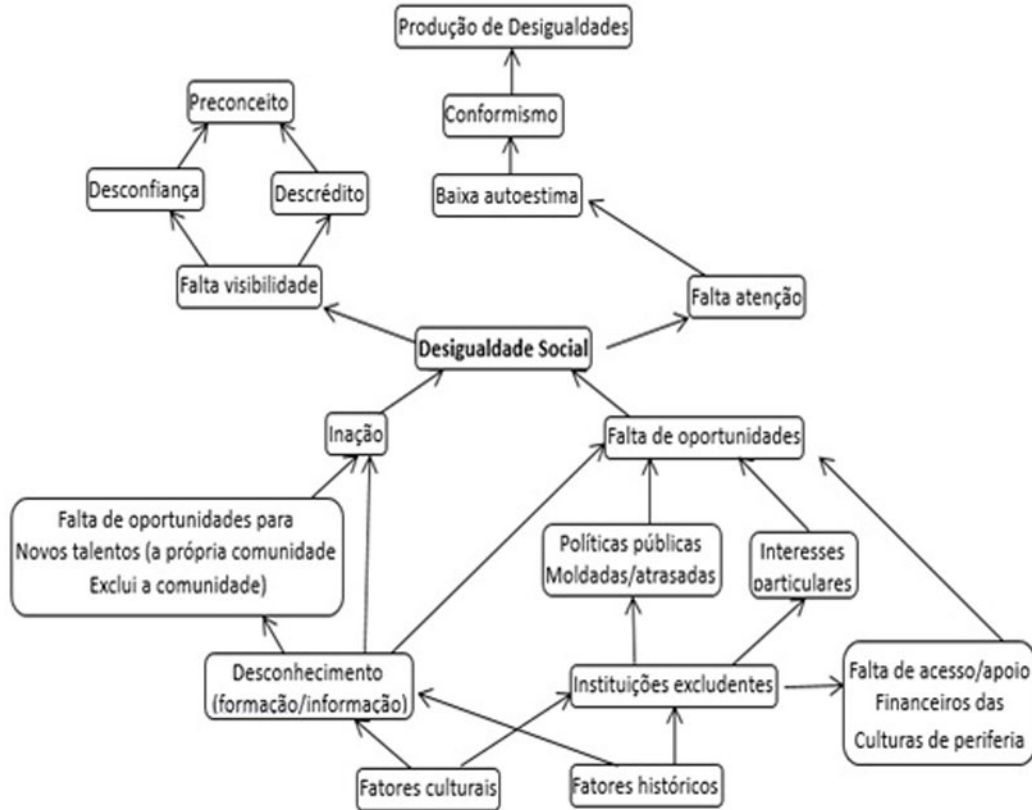 Produção de Desigualdades
Preconceito
Conformismo
Desconfiança
Descrédito
Baixa autoestima
Falta visibilidade
Falta atenção
Desigualdade Social
Inação
Falta de oportunidades
Falta de oportunidades para
Novos talentos (a própria comunidade
Exclui a comunidade)
Políticas públicas
Moldadas/atrasadas
Interesses
particulares
Desconhecimento
(formação/informação)
Instituições excludentes
Falta de acesso/apoio
Financeiros das
Culturas de periferia
Fatores culturais
Fatores históricos